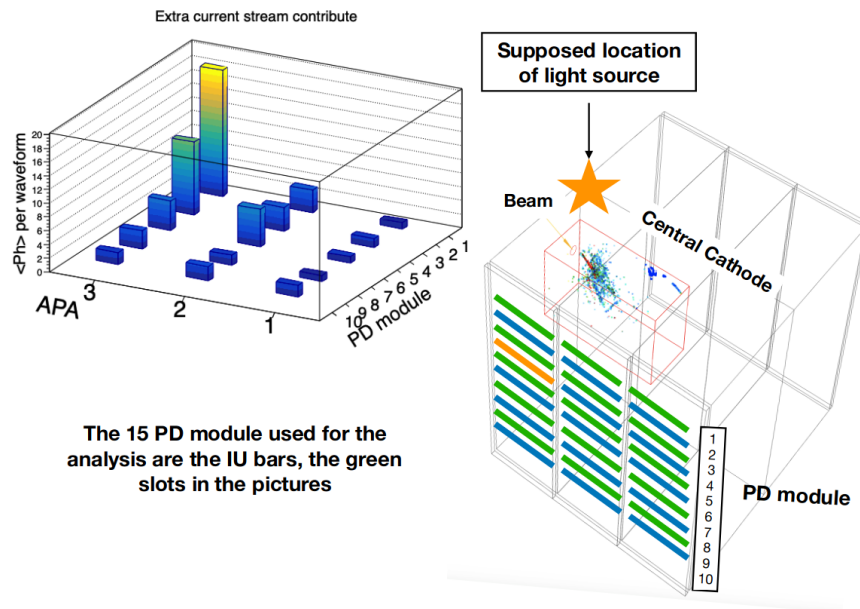 Extra current stream contribute
<Ph> per waveform
20
18
16
14
12
10
8
6
4
2
0
3
2
1
APA
10
9
8
7
6
5
4
3
2
1
PD module
Supposed location
of light source
Beam
Central Cathode
1
2
3
4
5
6
7
8
9
10
PD module
The 15 PD module used for the
analysis are the IU bars, the green
slots in the pictures